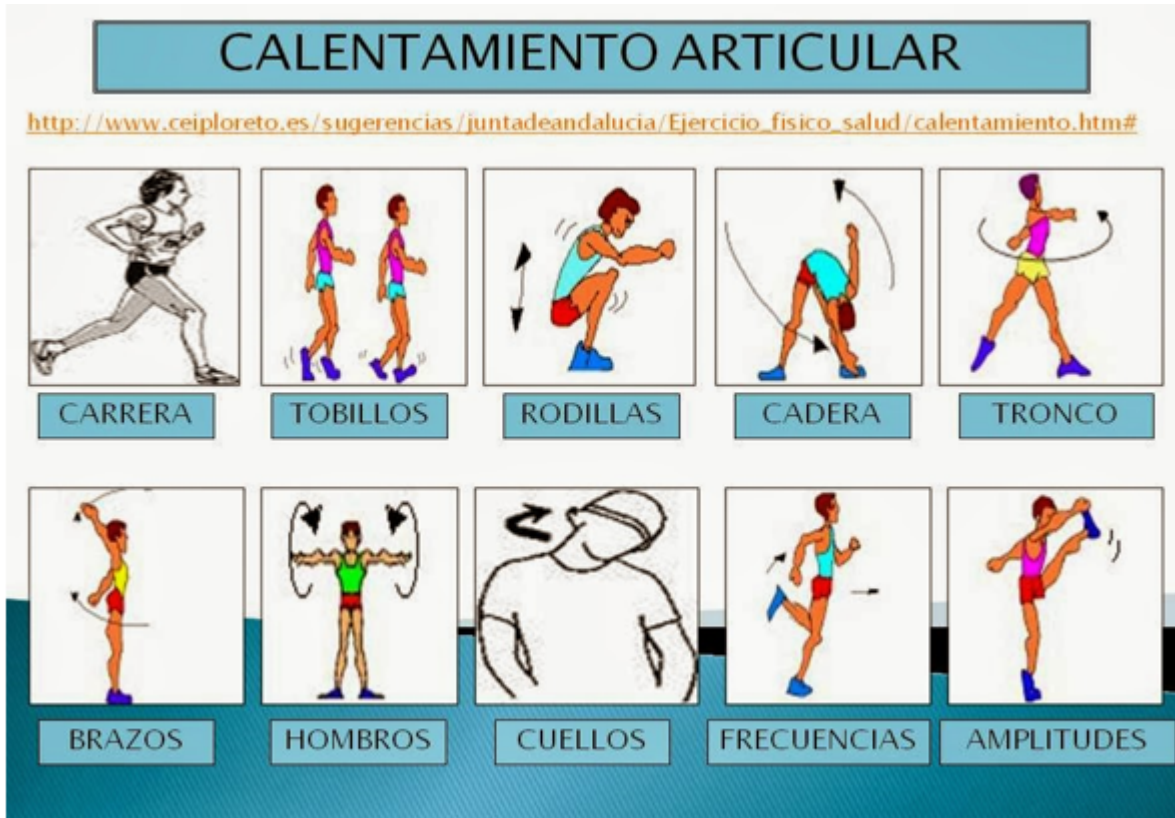 CALENTAMIENTO ARTICULAR
http://www.ceiploreto.es/sugerencias/juntadeandalucia/Ejercicio_fisico_salud/calentamiento.htm#
CARRERA
TOBILLOS
RODILLAS
CADERA
TRONCO
BRAZOS
HOMBROS
CUELLOS
FRECUENCIAS
AMPLITUDES